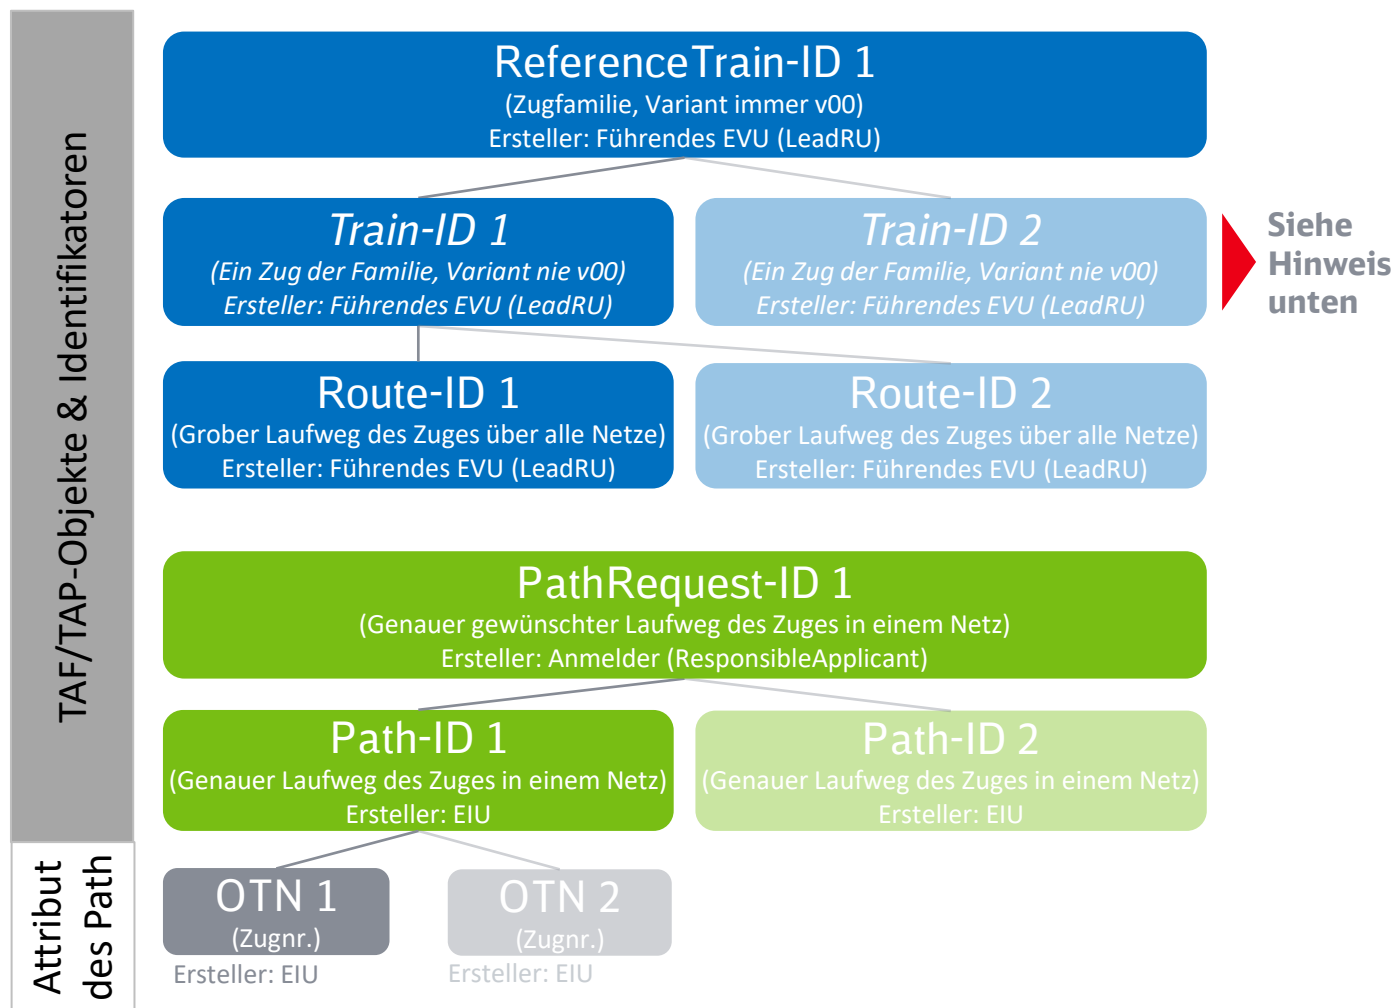 TAF/TAP-Objekte & Identifikatoren
ReferenceTrain-ID 1
(Zugfamilie, Variant immer v00)
Ersteller: Führendes EVU (LeadRU)
Train-ID 1
(Ein Zug der Familie, Variant nie v00)
Ersteller: Führendes EVU (LeadRU)
Train-ID 2
(Ein Zug der Familie, Variant nie v00)
Ersteller: Führendes EVU (LeadRU)
Siehe
Hinweis
unten
Route-ID 1
(Grober Laufweg des Zuges über alle Netze)
Ersteller: Führendes EVU (LeadRU)
Route-ID 2
(Grober Laufweg des Zuges über alle Netze)
Ersteller: Führendes EVU (LeadRU)
PathRequest-ID 1
(Genauer gewünschter Laufweg des Zuges in einem Netz)
Ersteller: Anmelder (ResponsibleApplicant)
Path-ID 1
(Genauer Laufweg des Zuges in einem Netz)
Ersteller: EIU
Path-ID 2
(Genauer Laufweg des Zuges in einem Netz)
Ersteller: EIU
Attribut
des Path
OTN 1
(Zugnr.)
Ersteller: EIU
OTN 2
(Zugnr.)
Ersteller: EIU